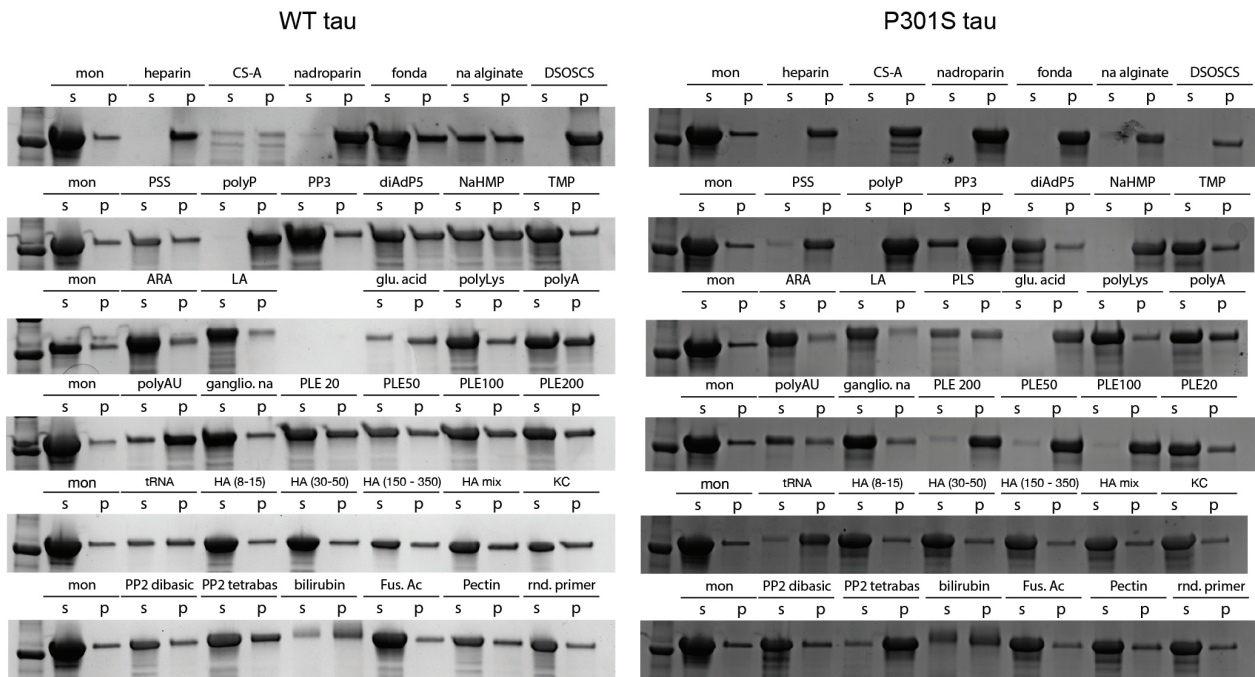 WT tau
mon heparin CS-A nadroparin fonda na alginate DSOSCS
s p s p s p s p s p s p s p
mon PSS polyP PP3 diAdP5 NaHMP TMP
s p s p s p s p s p s p s p
mon ARA LA glu. acid polyLys polyA
s p s p s p s p s p s p
mon polyAU ganglio. na PLE 20 PLE50 PLE100 PLE200
s p s p s p s p s p s p s p
mon tRNA HA (8-15) HA (30-50) HA (150 - 350) HA mix KC
s p s p s p s p s p s p s p
mon PP2 dibasic PP2 tetrabas bilirubin Fus. Ac Pectin rnd. primer
s p s p s p s p s p s p s p
P301S tau
mon heparin CS-A nadroparin fonda na alginate DSOSCS
s p s p s p s p s p s p s p
mon PSS polyP PP3 diAdP5 NaHMP TMP
s p s p s p s p s p s p s p
mon ARA LA PLS glu. acid polyLys polyA
s p s p s p s p s p s p s p
mon polyAU ganglio. na PLE 200 PLE50 PLE100 PLE20
s p s p s p s p s p s p s p
mon tRNA HA (8-15) HA (30-50) HA (150 - 350) HA mix KC
s p s p s p s p s p s p s p
mon PP2 dibasic PP2 tetrabas bilirubin Fus. Ac Pectin rnd. primer
s p s p s p s p s p s p s p